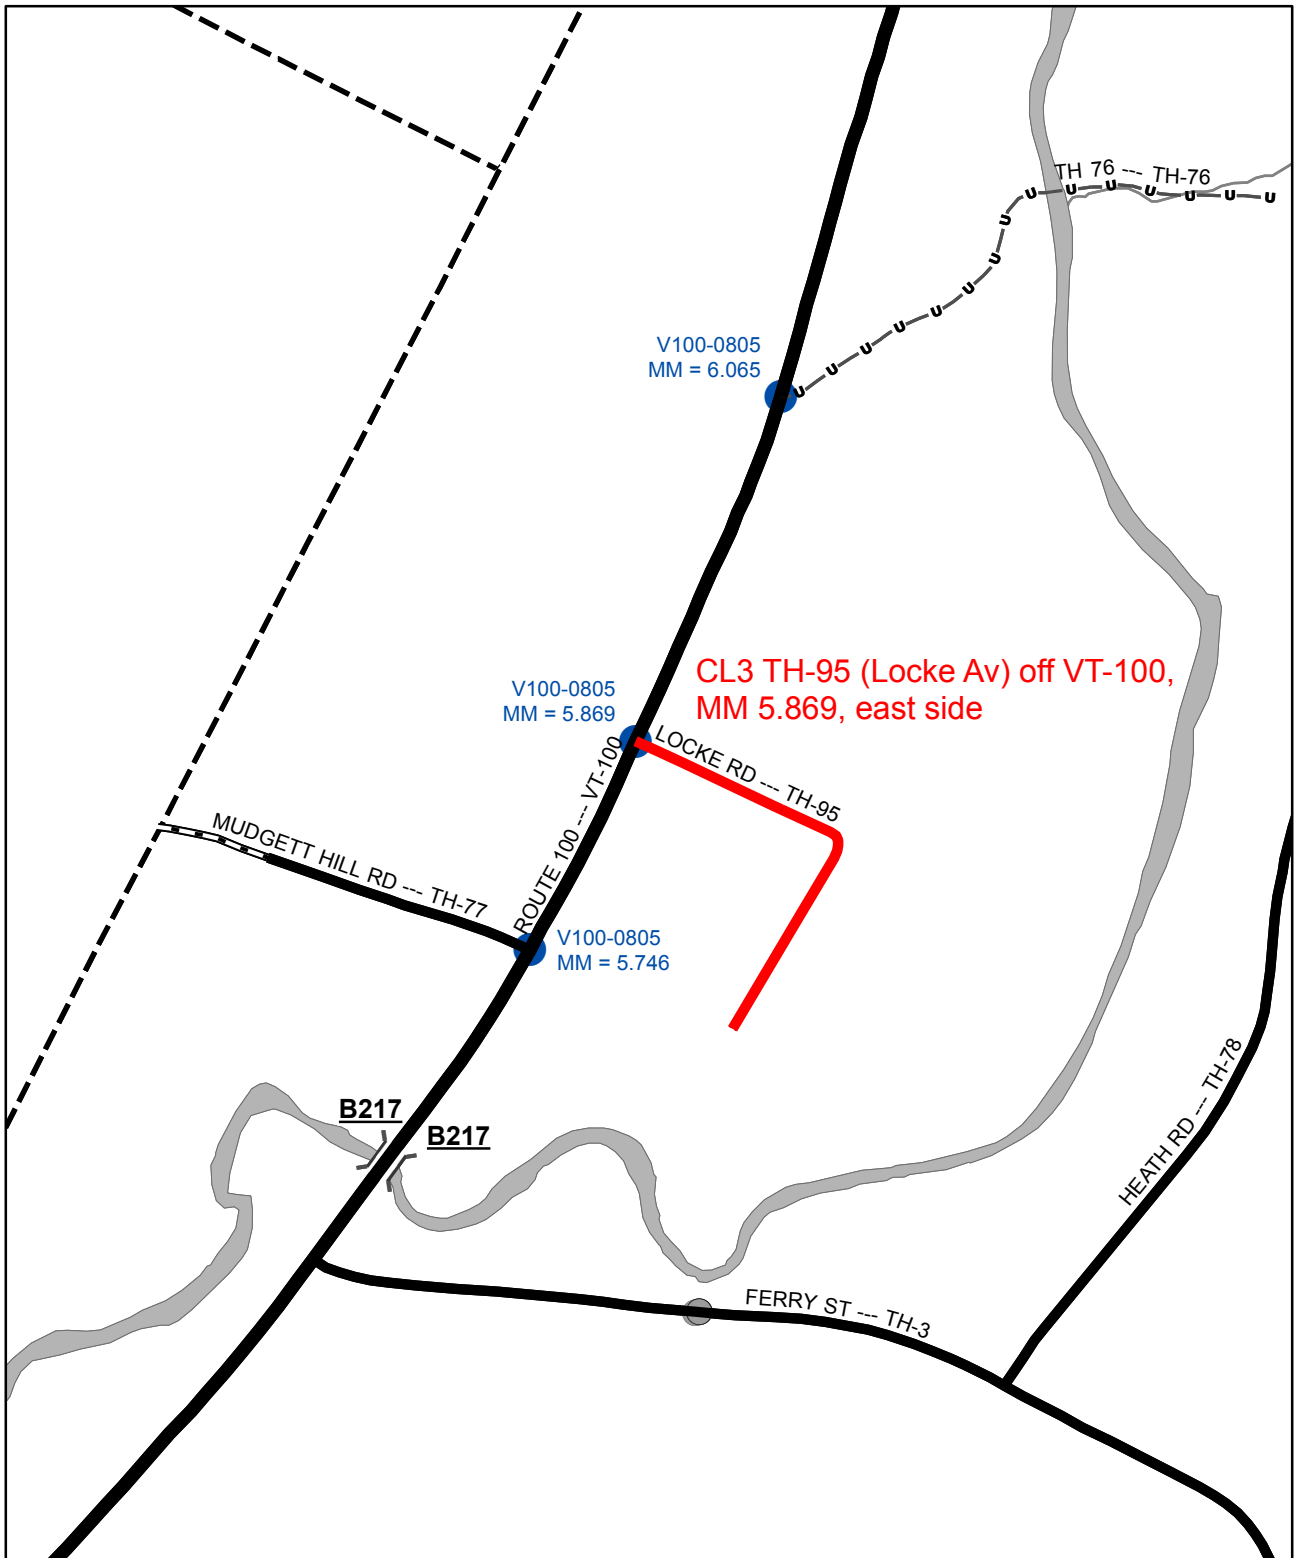 TH 76 --- TH-76
U U U U U U U U U U U U U U
V100-0805
MM = 6.065
CL3 TH-95 (Locke Av) off VT-100,
MM 5.869, east side
V100-0805
MM = 5.869
LOCKE RD --- TH-95
ROUTE 100 --- VT-100
MUDGETT HILL RD --- TH-77
V100-0805
MM = 5.746
HEATH RD --- TH-78
B217
B217
FERRY ST --- TH-3